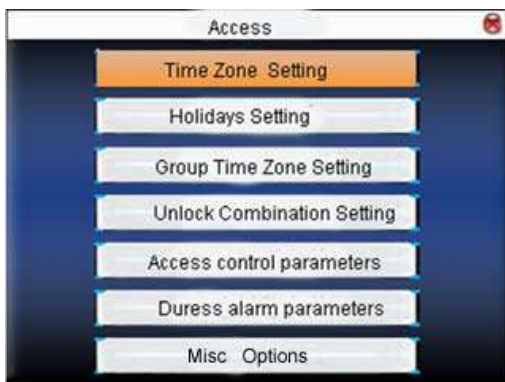 Access
Time Zone Setting
Holidays Setting
Group Time Zone Setting
Unlock Combination Setting
Access control parameters
Duress alarm parameters
Misc Options